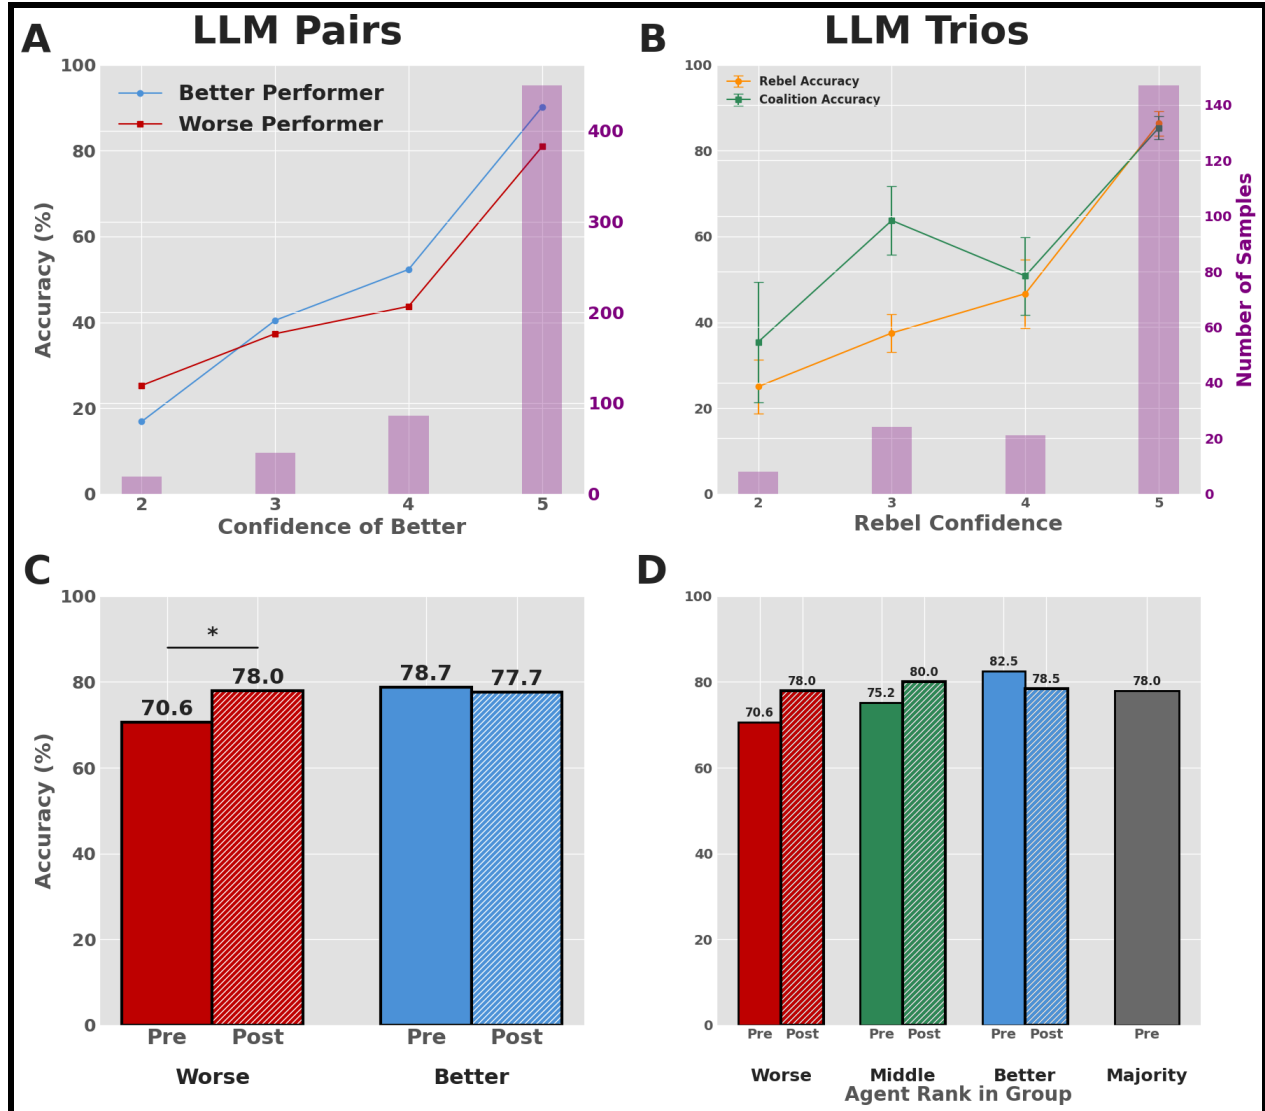 A
LLM Pairs
100
80
60
40
20
0
Accuracy (%)
Better Performer
Worse Performer
400
300
200
100
0
2 3 4 5
Confidence of Better
B
LLM Trios
100
80
60
40
20
0
Rebel Accuracy
Coalition Accuracy
140
120
100
80
60
40
20
0
Number of Samples
2 3 4 5
Rebel Confidence
C
100
80
60
40
20
0
Accuracy (%)
*
70.6 78.0 78.7 77.7
Pre Post Pre Post
Worse Better
D
100
80
60
40
20
0
70.6 78.0 75.2 80.0 82.5 78.5 78.0
Pre Post Pre Post Pre Post Pre
Worse Middle Better Majority
Agent Rank in Group